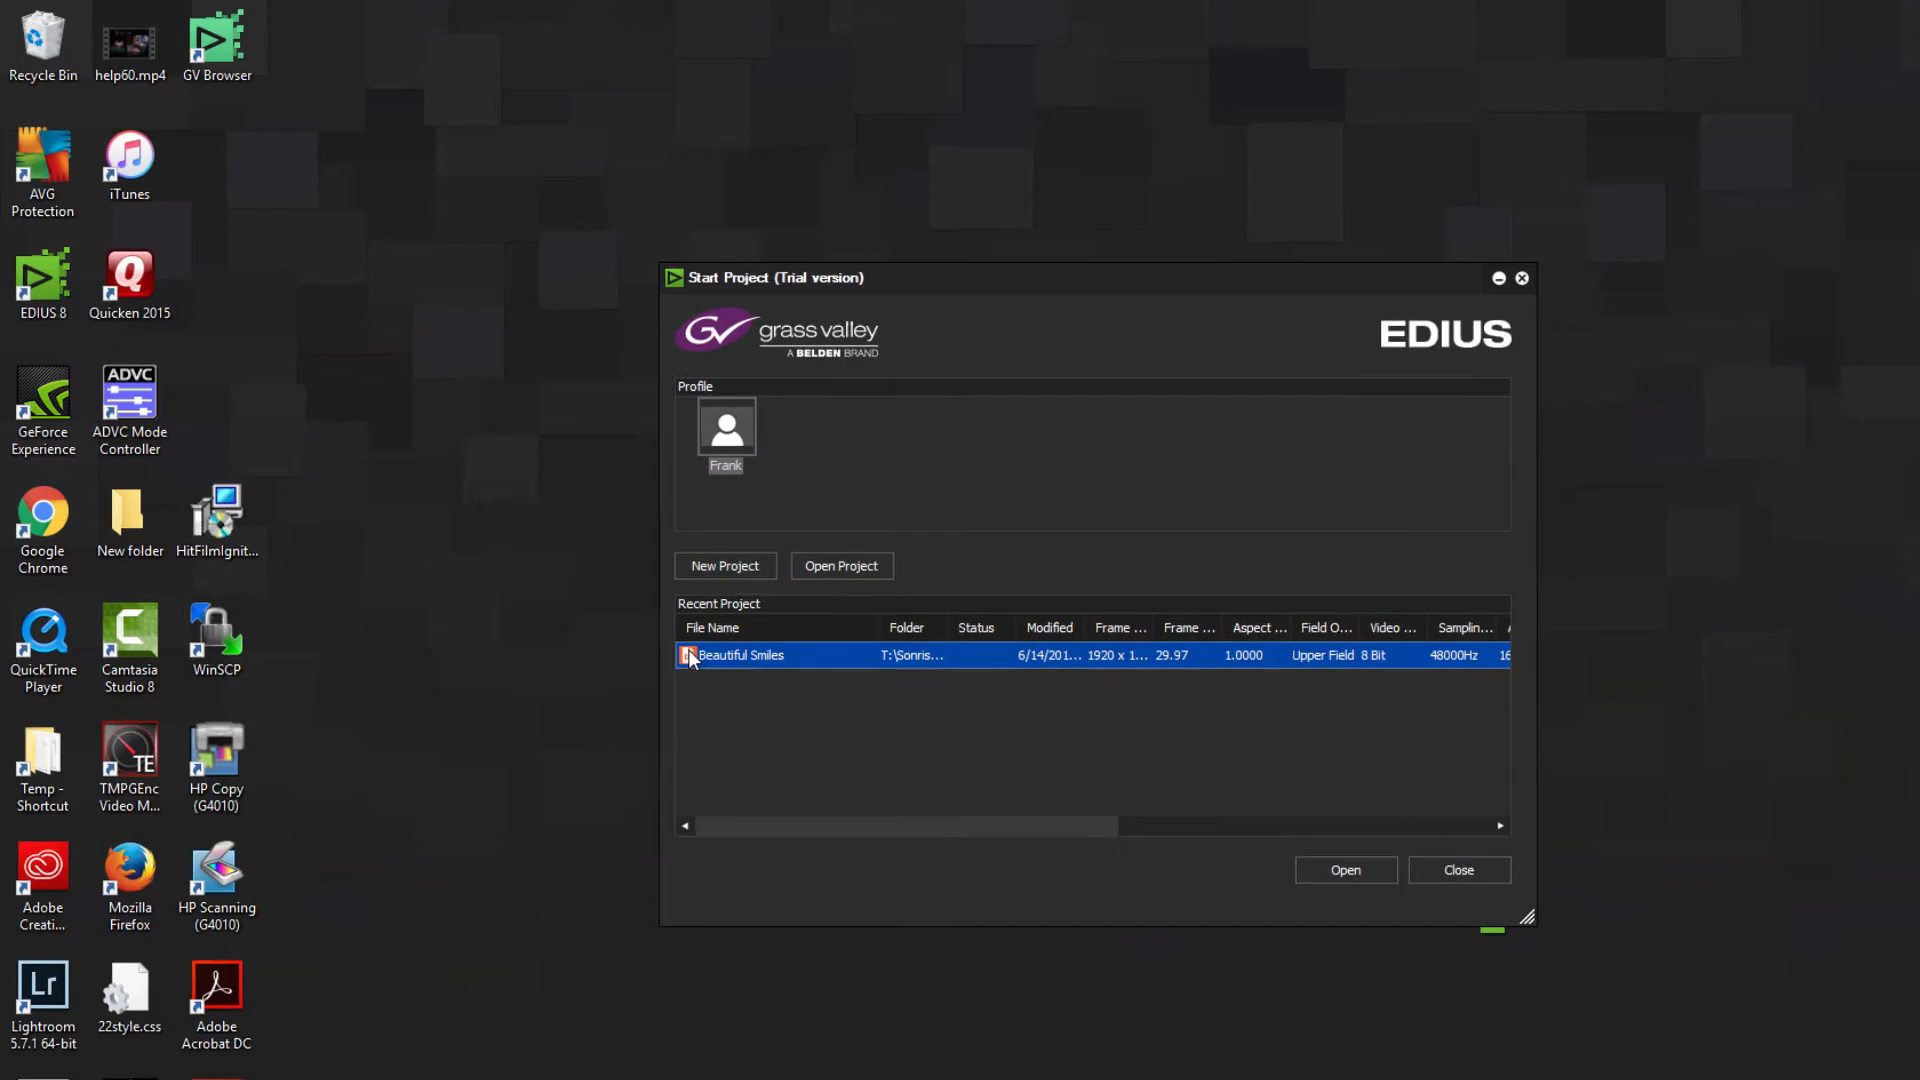 Recycle Bin
help60.mp4
GV Browser
AVG
Protection
iTunes
EDIUS 8
Quicken 2015
GeForce
Experience
ADVC
ADVC Mode
Controller
Google
Chrome
New folder
HitFilmIgnit...
QuickTime
Player
Camtasia
Studio 8
WinSCP
Temp -
Shortcut
TE
TMPGEnc
Video M...
HP Copy
(G4010)
Adobe
Creati...
Mozilla
Firefox
HP Scanning
(G4010)
Lr
Lightroom
5.7.1 64-bit
22style.css
Adobe
Acrobat DC
Start Project (Trial version)
GV grass valley
A BELDEN BRAND
EDIUS
Profile
Frank
New Project
Open Project
Recent Project
File Name Folder Status Modified Frame ... Frame ... Aspect ... Field O... Video ... Samplin...
Beautiful Smiles T:\Sonris... 6/14/201... 1920 x 1... 29.97 1.0000 Upper Field 8 Bit 48000Hz 16
Open
Close